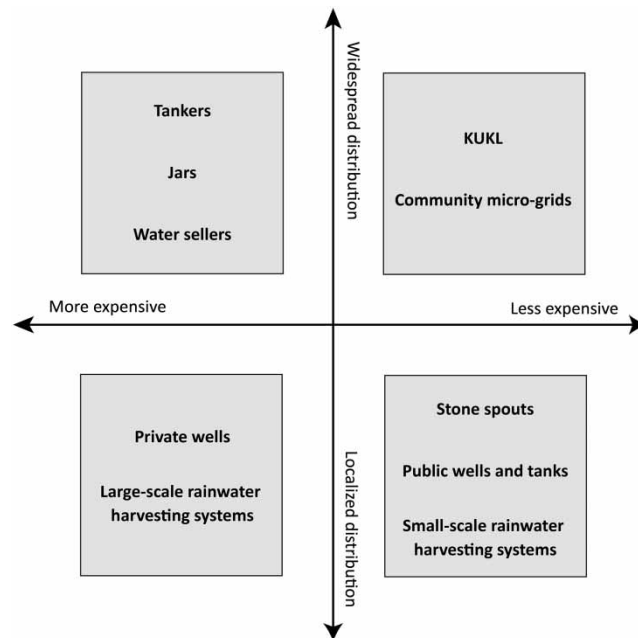 Widespread distribution
Tankers
Jars
Water sellers
KUKL
Community micro-grids
More expensive
Less expensive
Private wells
Large-scale rainwater
harvesting systems
Localized distribution
Stone spouts
Public wells and tanks
Small-scale rainwater
harvesting systems